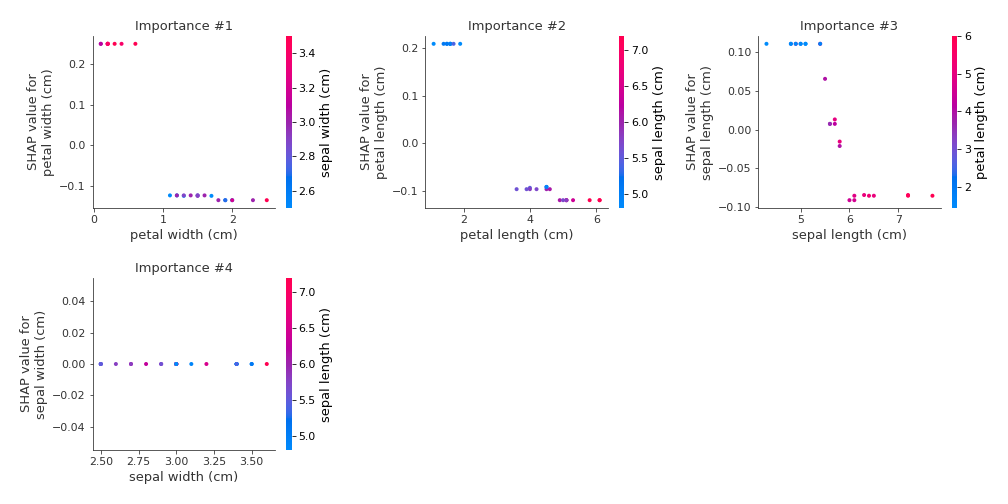 Importance #1
0.2
0.1
0.0
−0.1
SHAP value for
petal width (cm)
0
1
2
petal width (cm)
3.4
3.2
3.0
2.8
2.6
sepal width (cm)
Importance #2
0.2
0.1
0.0
−0.1
SHAP value for
petal length (cm)
2
4
6
petal length (cm)
7.0
6.5
6.0
5.5
5.0
sepal length (cm)
Importance #3
0.10
0.05
0.00
−0.05
−0.10
SHAP value for
sepal length (cm)
5
6
7
sepal length (cm)
6
5
4
3
2
petal length (cm)
Importance #4
0.04
0.02
0.00
−0.02
−0.04
SHAP value for
sepal width (cm)
2.50
2.75
3.00
3.25
3.50
sepal width (cm)
7.0
6.5
6.0
5.5
5.0
sepal length (cm)